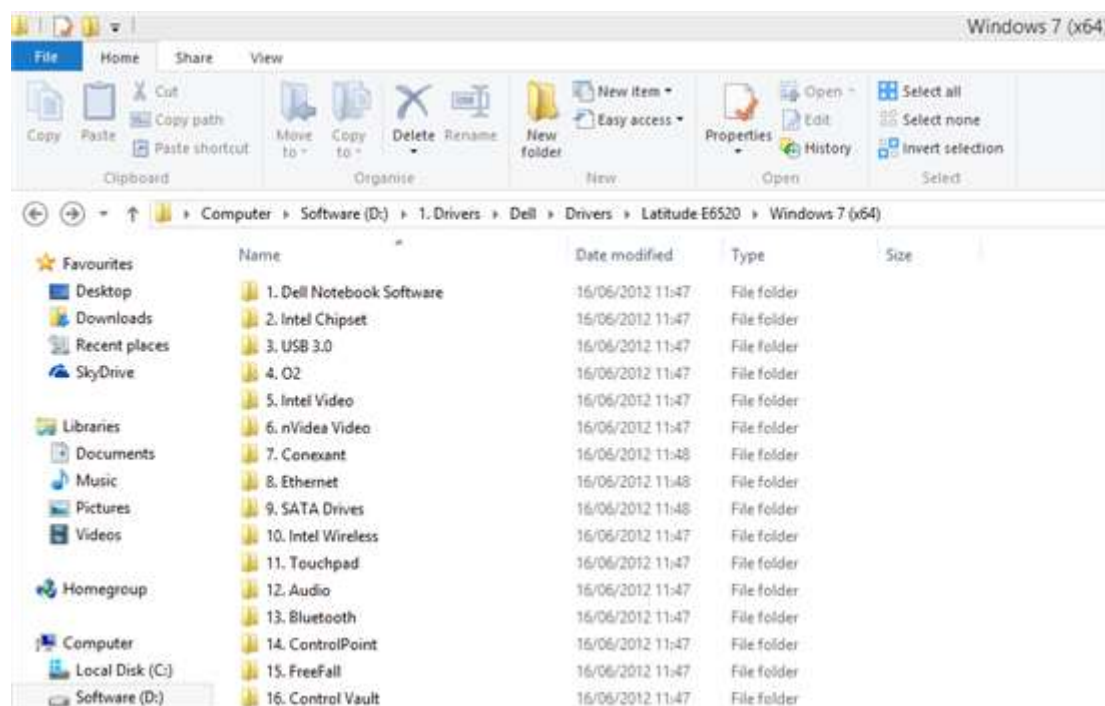 Windows 7 (x64)
File Home Share View
Copy
Paste
Cut
Copy path
Paste shortcut
Clipboard
Move to
Copy to
Delete
Rename
Organise
New folder
New item
Easy access
New
Properties
Open
Edit
History
Open
Select all
Select none
Invert selection
Select
Computer Software (D:) 1. Drivers Dell Drivers Latitude E6520 Windows 7 (x64)
Favourites
Desktop
Downloads
Recent places
SkyDrive
Libraries
Documents
Music
Pictures
Videos
Homegroup
Computer
Local Disk (C:)
Software (D:)
Name Date modified Type Size
1. Dell Notebook Software 16/06/2012 11:47 File folder
2. Intel Chipset 16/06/2012 11:47 File folder
3. USB 3.0 16/06/2012 11:47 File folder
4. O2 16/06/2012 11:47 File folder
5. Intel Video 16/06/2012 11:47 File folder
6. nVidea Video 16/06/2012 11:47 File folder
7. Conexant 16/06/2012 11:48 File folder
8. Ethernet 16/06/2012 11:48 File folder
9. SATA Drives 16/06/2012 11:48 File folder
10. Intel Wireless 16/06/2012 11:47 File folder
11. Touchpad 16/06/2012 11:47 File folder
12. Audio 16/06/2012 11:47 File folder
13. Bluetooth 16/06/2012 11:47 File folder
14. ControlPoint 16/06/2012 11:47 File folder
15. FreeFall 16/06/2012 11:47 File folder
16. Control Vault 16/06/2012 11:47 File folder